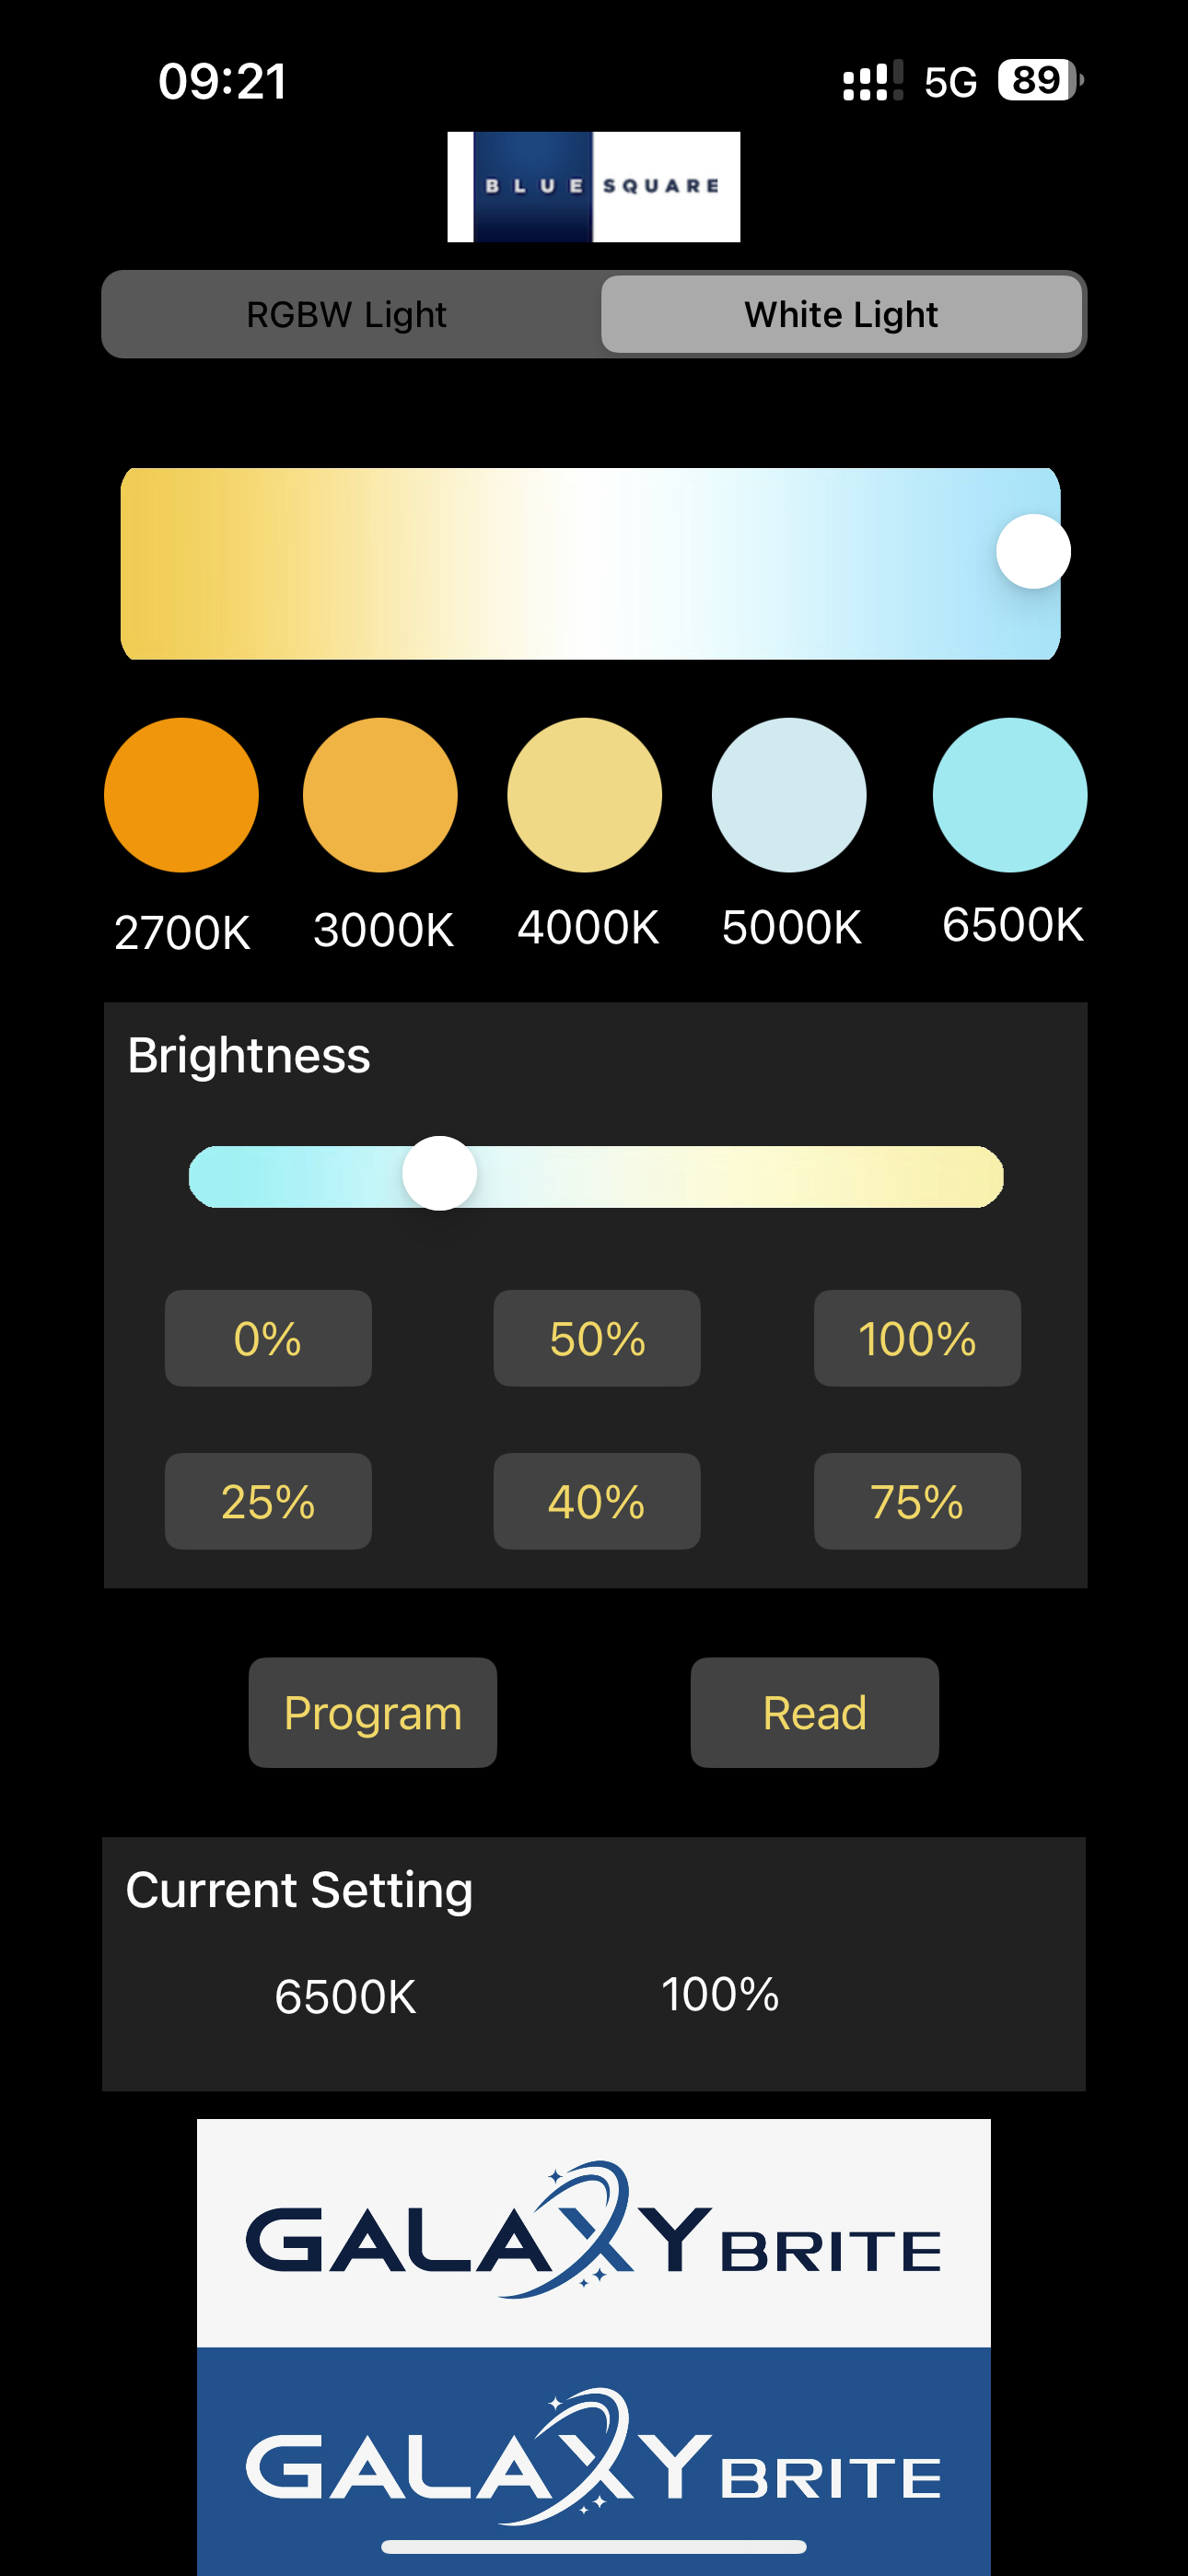 09:21 5G 89
BLUE SQUARE
RGBW Light White Light
2700K 3000K 4000K 5000K 6500K
Brightness
0% 50% 100%
25% 40% 75%
Program Read
Current Setting
6500K 100%
GALAXY BRITE
GALAXY BRITE